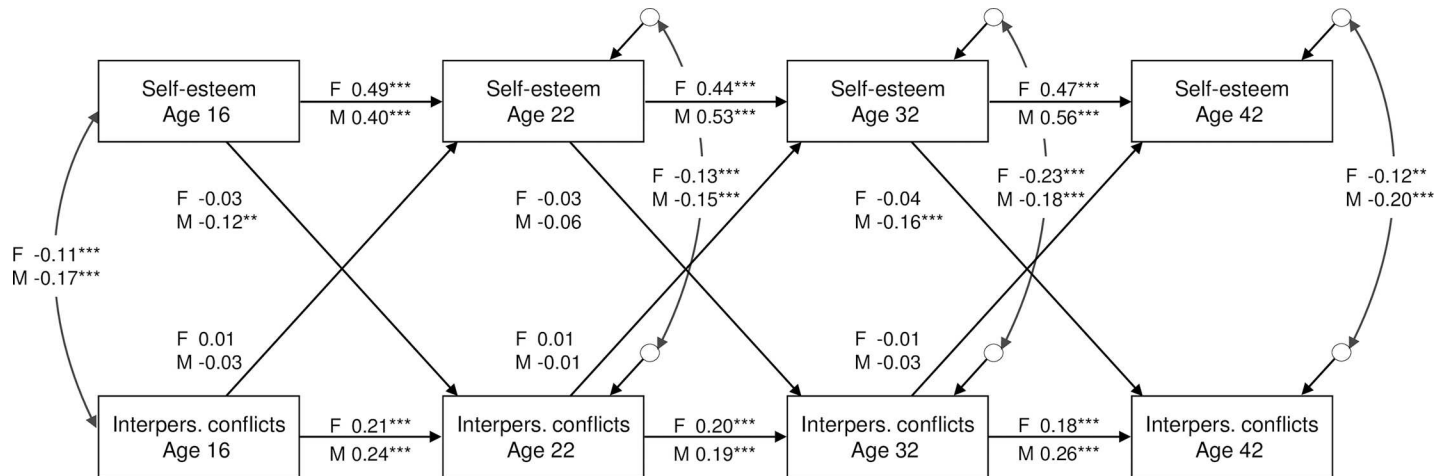 Self-esteem
Age 16
F 0.49***
M 0.40***
Self-esteem
Age 22
F 0.44***
M 0.53***
Self-esteem
Age 32
F 0.47***
M 0.56***
Self-esteem
Age 42
F -0.11***
M -0.17***
F -0.03
M -0.12**
F -0.03
M -0.06
F -0.13***
M -0.15***
F -0.04
M -0.16***
F -0.23***
M -0.18***
F -0.12**
M -0.20***
F 0.01
M -0.03
F 0.01
M -0.01
F -0.01
M -0.03
Interpers. conflicts
Age 16
F 0.21***
M 0.24***
Interpers. conflicts
Age 22
F 0.20***
M 0.19***
Interpers. conflicts
Age 32
F 0.18***
M 0.26***
Interpers. conflicts
Age 42